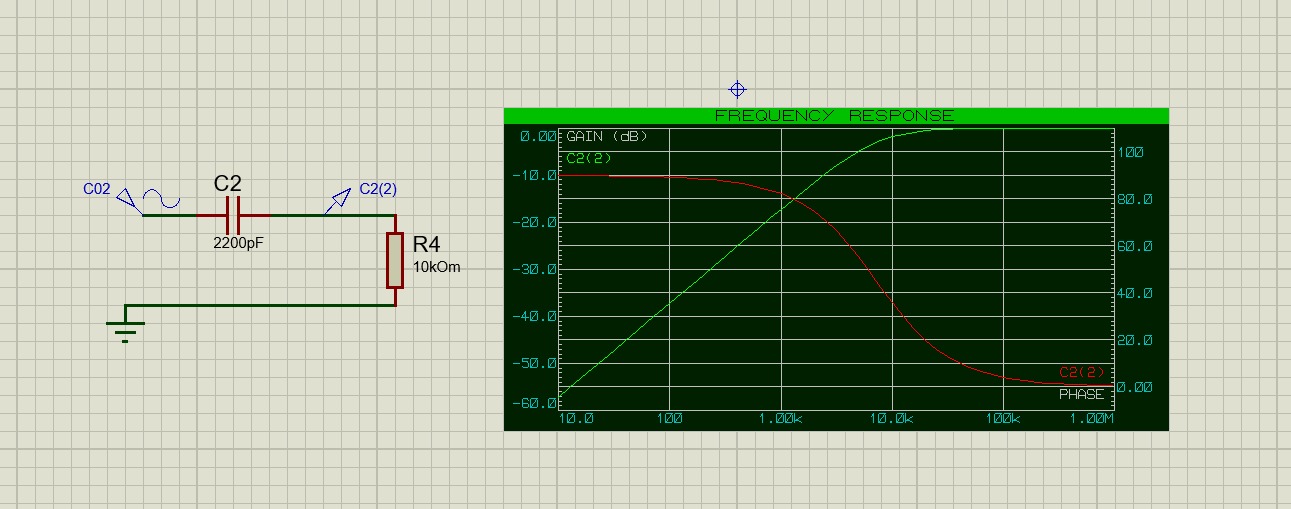 FREQUENCY RESPONSE
0.00 GAIN (dB)
C2(2)
100
-10.0
C2
C02
C2(2)
80.0
-20.0
R4
2200pF
10kOm
60.0
-30.0
40.0
-40.0
20.0
-50.0
C2(2)
0.00
PHASE
-60.0
10.0 100 1.00k 10.0k 100k 1.00M